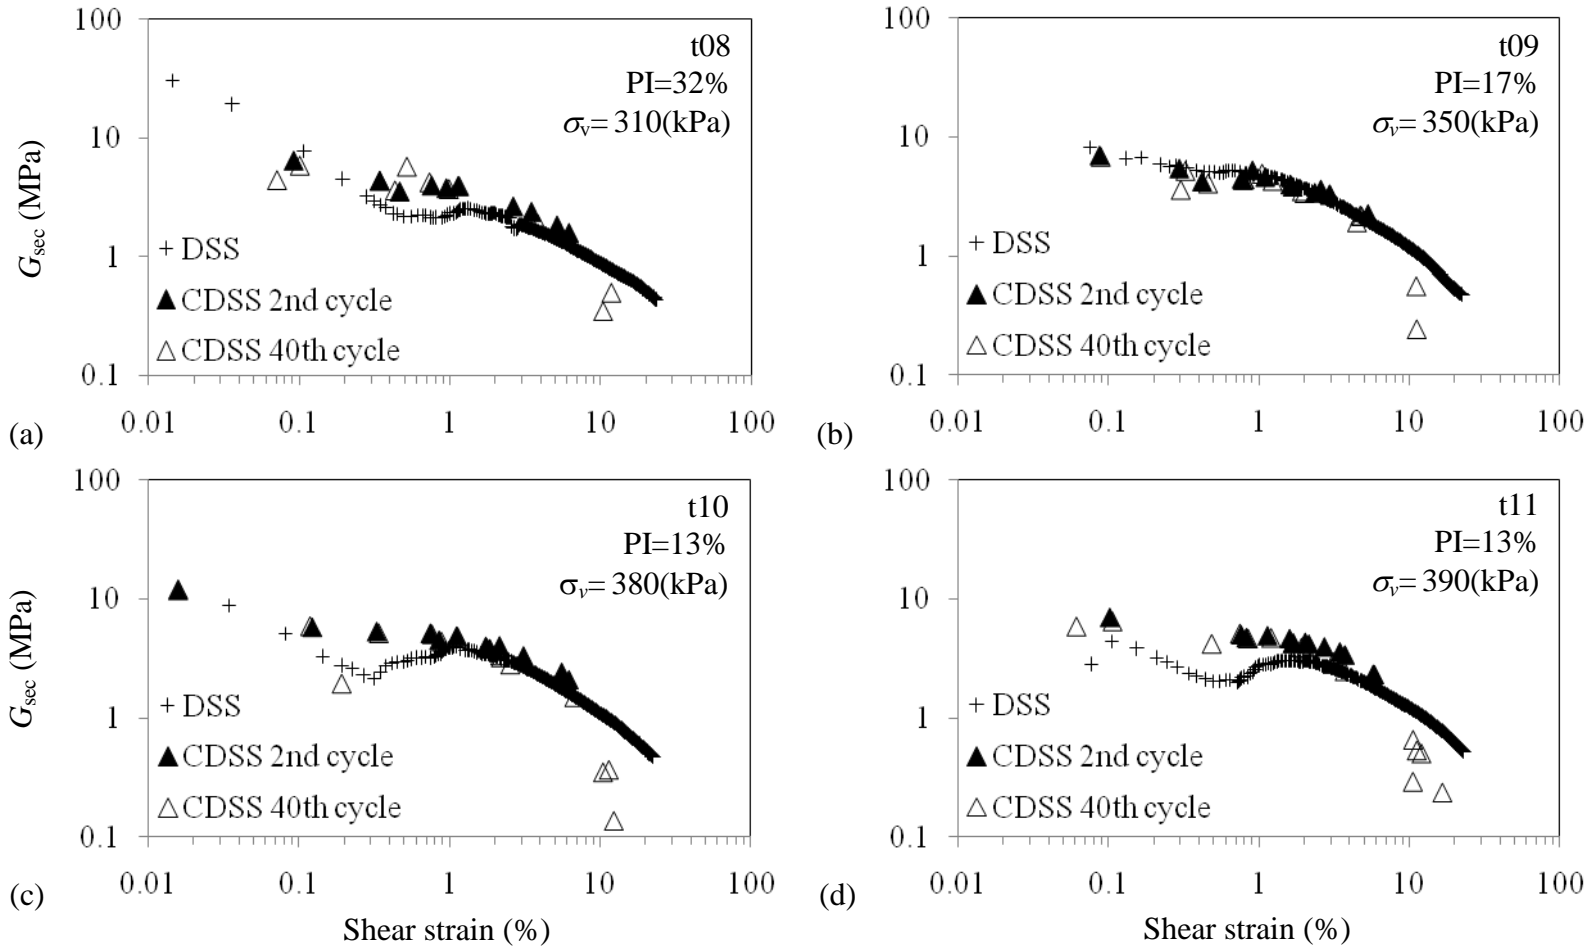 100
10
1
0.1
G_sec (MPa)
t08
PI=32%
σv= 310(kPa)
+ DSS
▲ CDSS 2nd cycle
△ CDSS 40th cycle
0.01 0.1 1 10 100
(a)
100
10
1
0.1
t09
PI=17%
σv= 350(kPa)
+ DSS
▲ CDSS 2nd cycle
△ CDSS 40th cycle
0.01 0.1 1 10 100
(b)
100
10
1
0.1
G_sec (MPa)
t10
PI=13%
σv= 380(kPa)
+ DSS
▲ CDSS 2nd cycle
△ CDSS 40th cycle
0.01 0.1 1 10 100
(c)
Shear strain (%)
100
10
1
0.1
t11
PI=13%
σv= 390(kPa)
+ DSS
▲ CDSS 2nd cycle
△ CDSS 40th cycle
0.01 0.1 1 10 100
(d)
Shear strain (%)